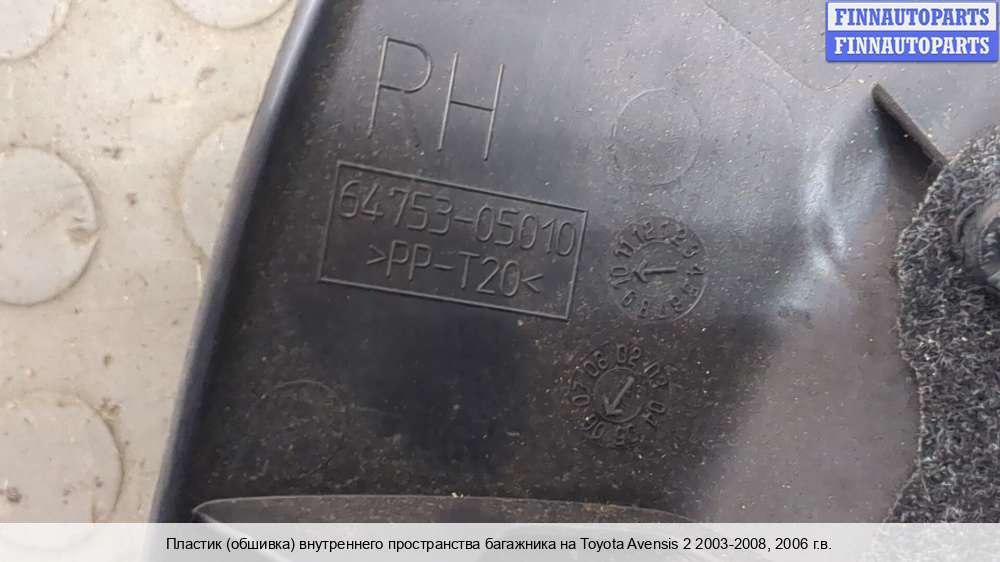 FINNAUTOPARTS
FINNAUTOPARTS
RH
64753-05010
>PP-T20<
Пластик (обшивка) внутреннего пространства багажника на Toyota Avensis 2 2003-2008, 2006 г.в.